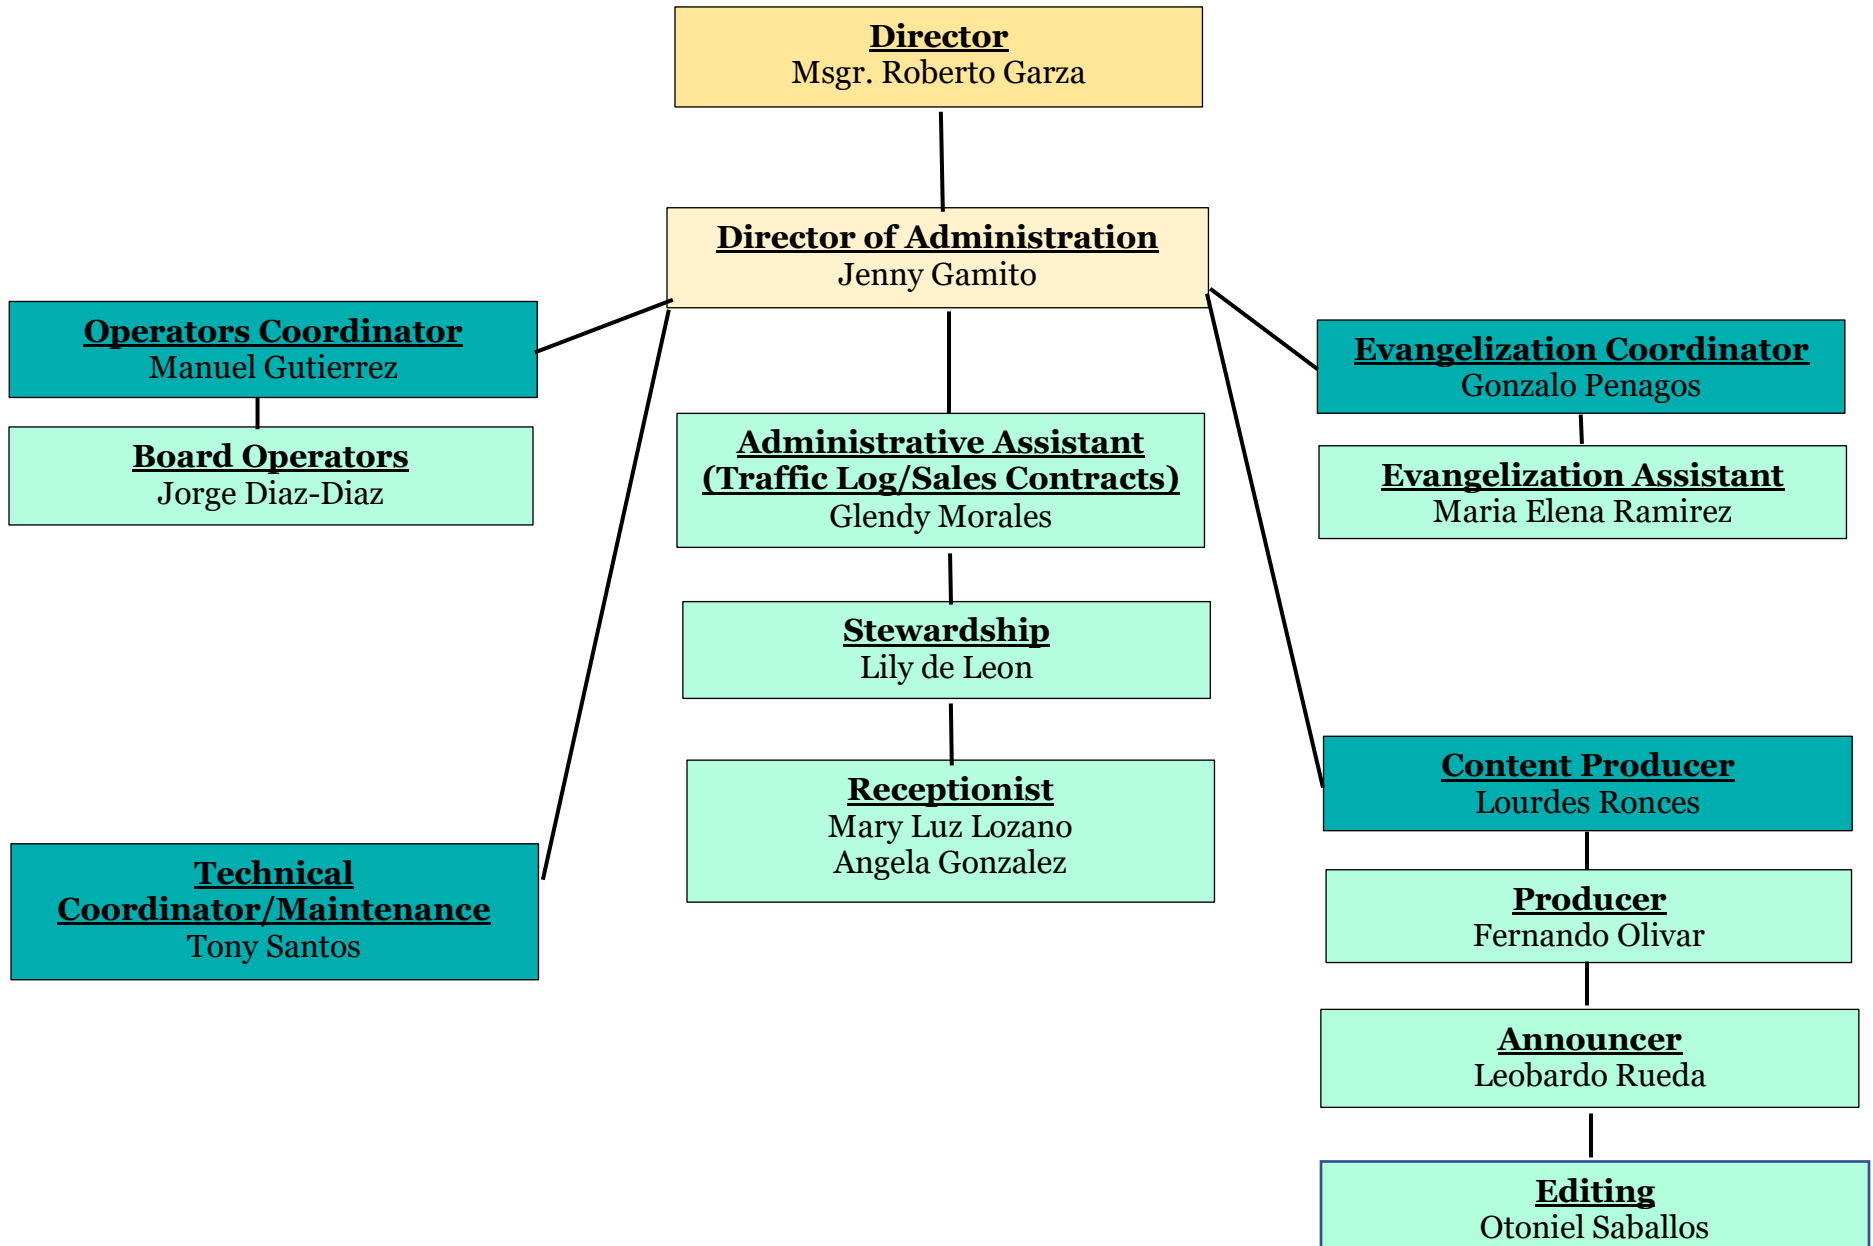 Director
Msgr. Roberto Garza
Director of Administration
Jenny Gamito
Operators Coordinator
Manuel Gutierrez
Board Operators
Jorge Diaz-Diaz
Technical
Coordinator/Maintenance
Tony Santos
Administrative Assistant
(Traffic Log/Sales Contracts)
Glendy Morales
Stewardship
Lily de Leon
Receptionist
Mary Luz Lozano
Angela Gonzalez
Evangelization Coordinator
Gonzalo Penagos
Evangelization Assistant
Maria Elena Ramirez
Content Producer
Lourdes Ronces
Producer
Fernando Olivar
Announcer
Leobardo Rueda
Editing
Otoniel Saballos